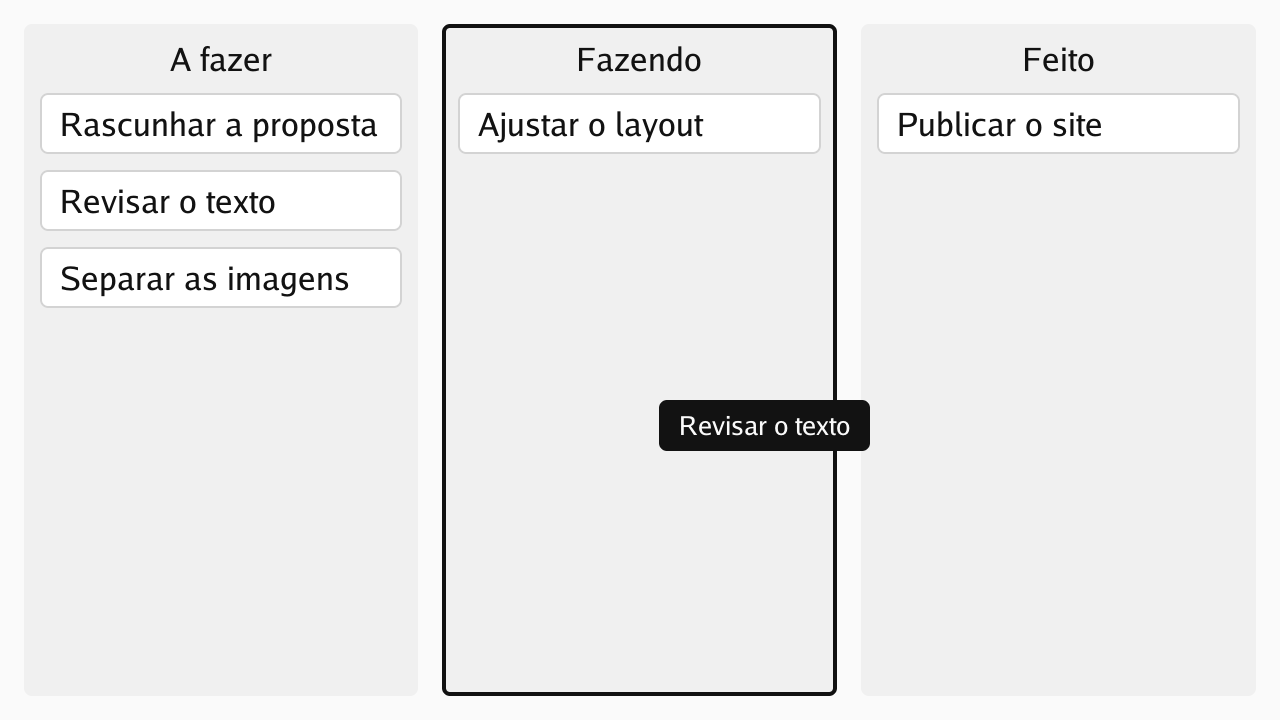 A fazer
Rascunhar a proposta
Revisar o texto
Separar as imagens
Fazendo
Ajustar o layout
Revisar o texto
Feito
Publicar o site